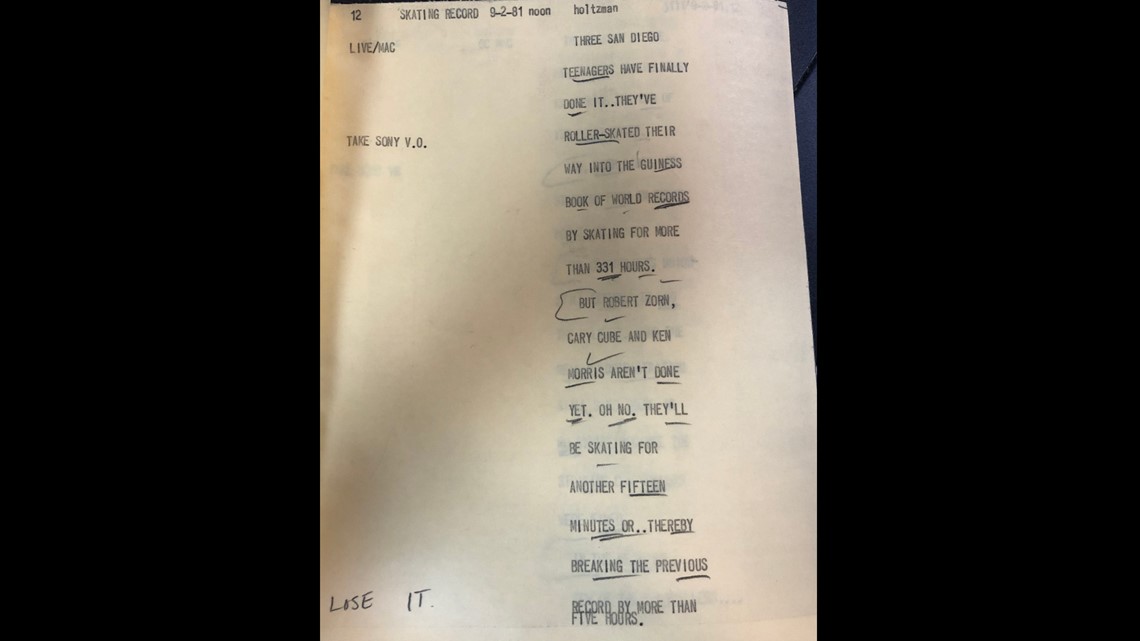 12 SKATING RECORD 9-2-81 noon holtzman
LIVE/MAC
THREE SAN DIEGO
TEENAGERS HAVE FINALLY
DONE IT..THEY'VE
TAKE SONY V.O.
ROLLER-SKATED THEIR
WAY INTO THE GUINESS
BOOK OF WORLD RECORDS
BY SKATING FOR MORE
THAN 331 HOURS.
BUT ROBERT ZORN,
CARY CUBE AND KEN
MORRIS AREN'T DONE
YET. OH NO. THEY'LL
BE SKATING FOR
ANOTHER FIFTEEN
MINUTES OR..THEREBY
BREAKING THE PREVIOUS
RECORD BY MORE THAN
FIVE HOURS.
LOSE IT.